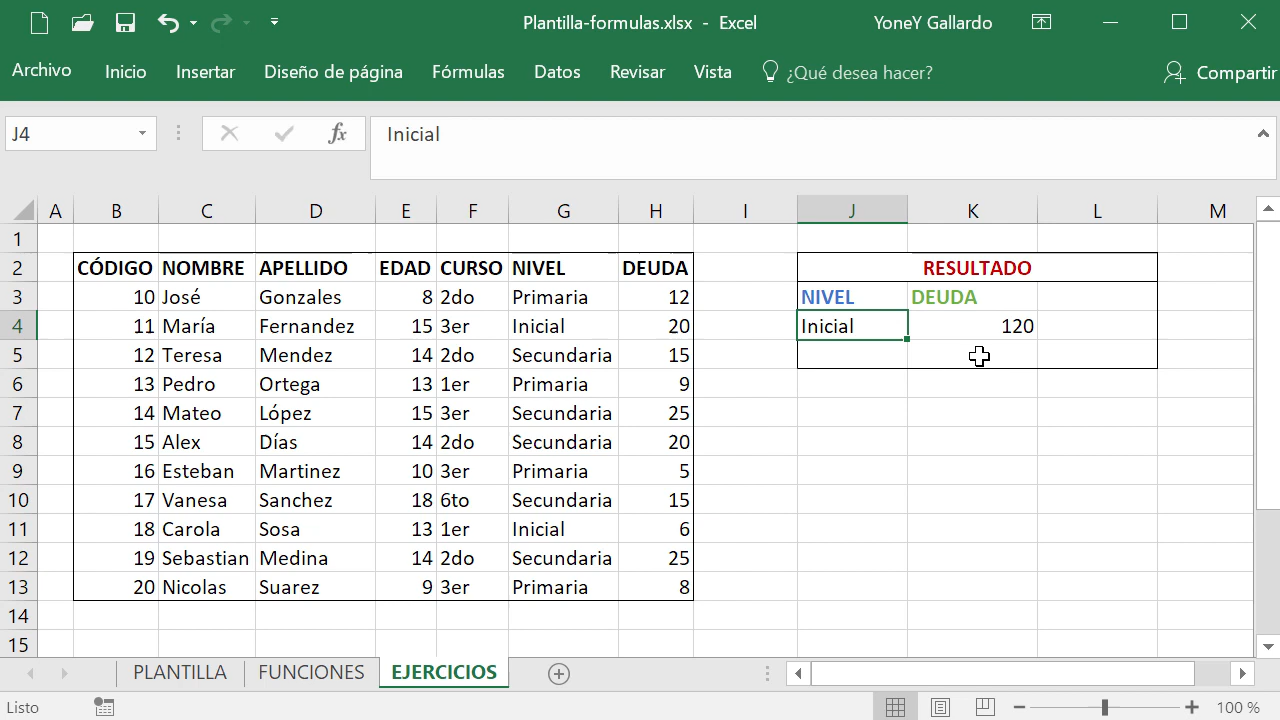 Plantilla-formulas.xlsx - Excel YoneY Gallardo
Archivo Inicio Insertar Diseño de página Fórmulas Datos Revisar Vista ¿Qué desea hacer? Compartir
J4 fx Inicial
A B C D E F G H I J K L M
1
2 CÓDIGO NOMBRE APELLIDO EDAD CURSO NIVEL DEUDA RESULTADO
3 10 José Gonzales 8 2do Primaria 12 NIVEL DEUDA
4 11 María Fernandez 15 3er Inicial 20 Inicial 120
5 12 Teresa Mendez 14 2do Secundaria 15
6 13 Pedro Ortega 13 1er Primaria 9
7 14 Mateo López 15 3er Secundaria 25
8 15 Alex Días 14 2do Secundaria 20
9 16 Esteban Martinez 10 3er Primaria 5
10 17 Vanesa Sanchez 18 6to Secundaria 15
11 18 Carola Sosa 13 1er Inicial 6
12 19 Sebastian Medina 14 2do Secundaria 25
13 20 Nicolas Suarez 9 3er Primaria 8
14
15
PLANTILLA FUNCIONES EJERCICIOS
Listo 100 %